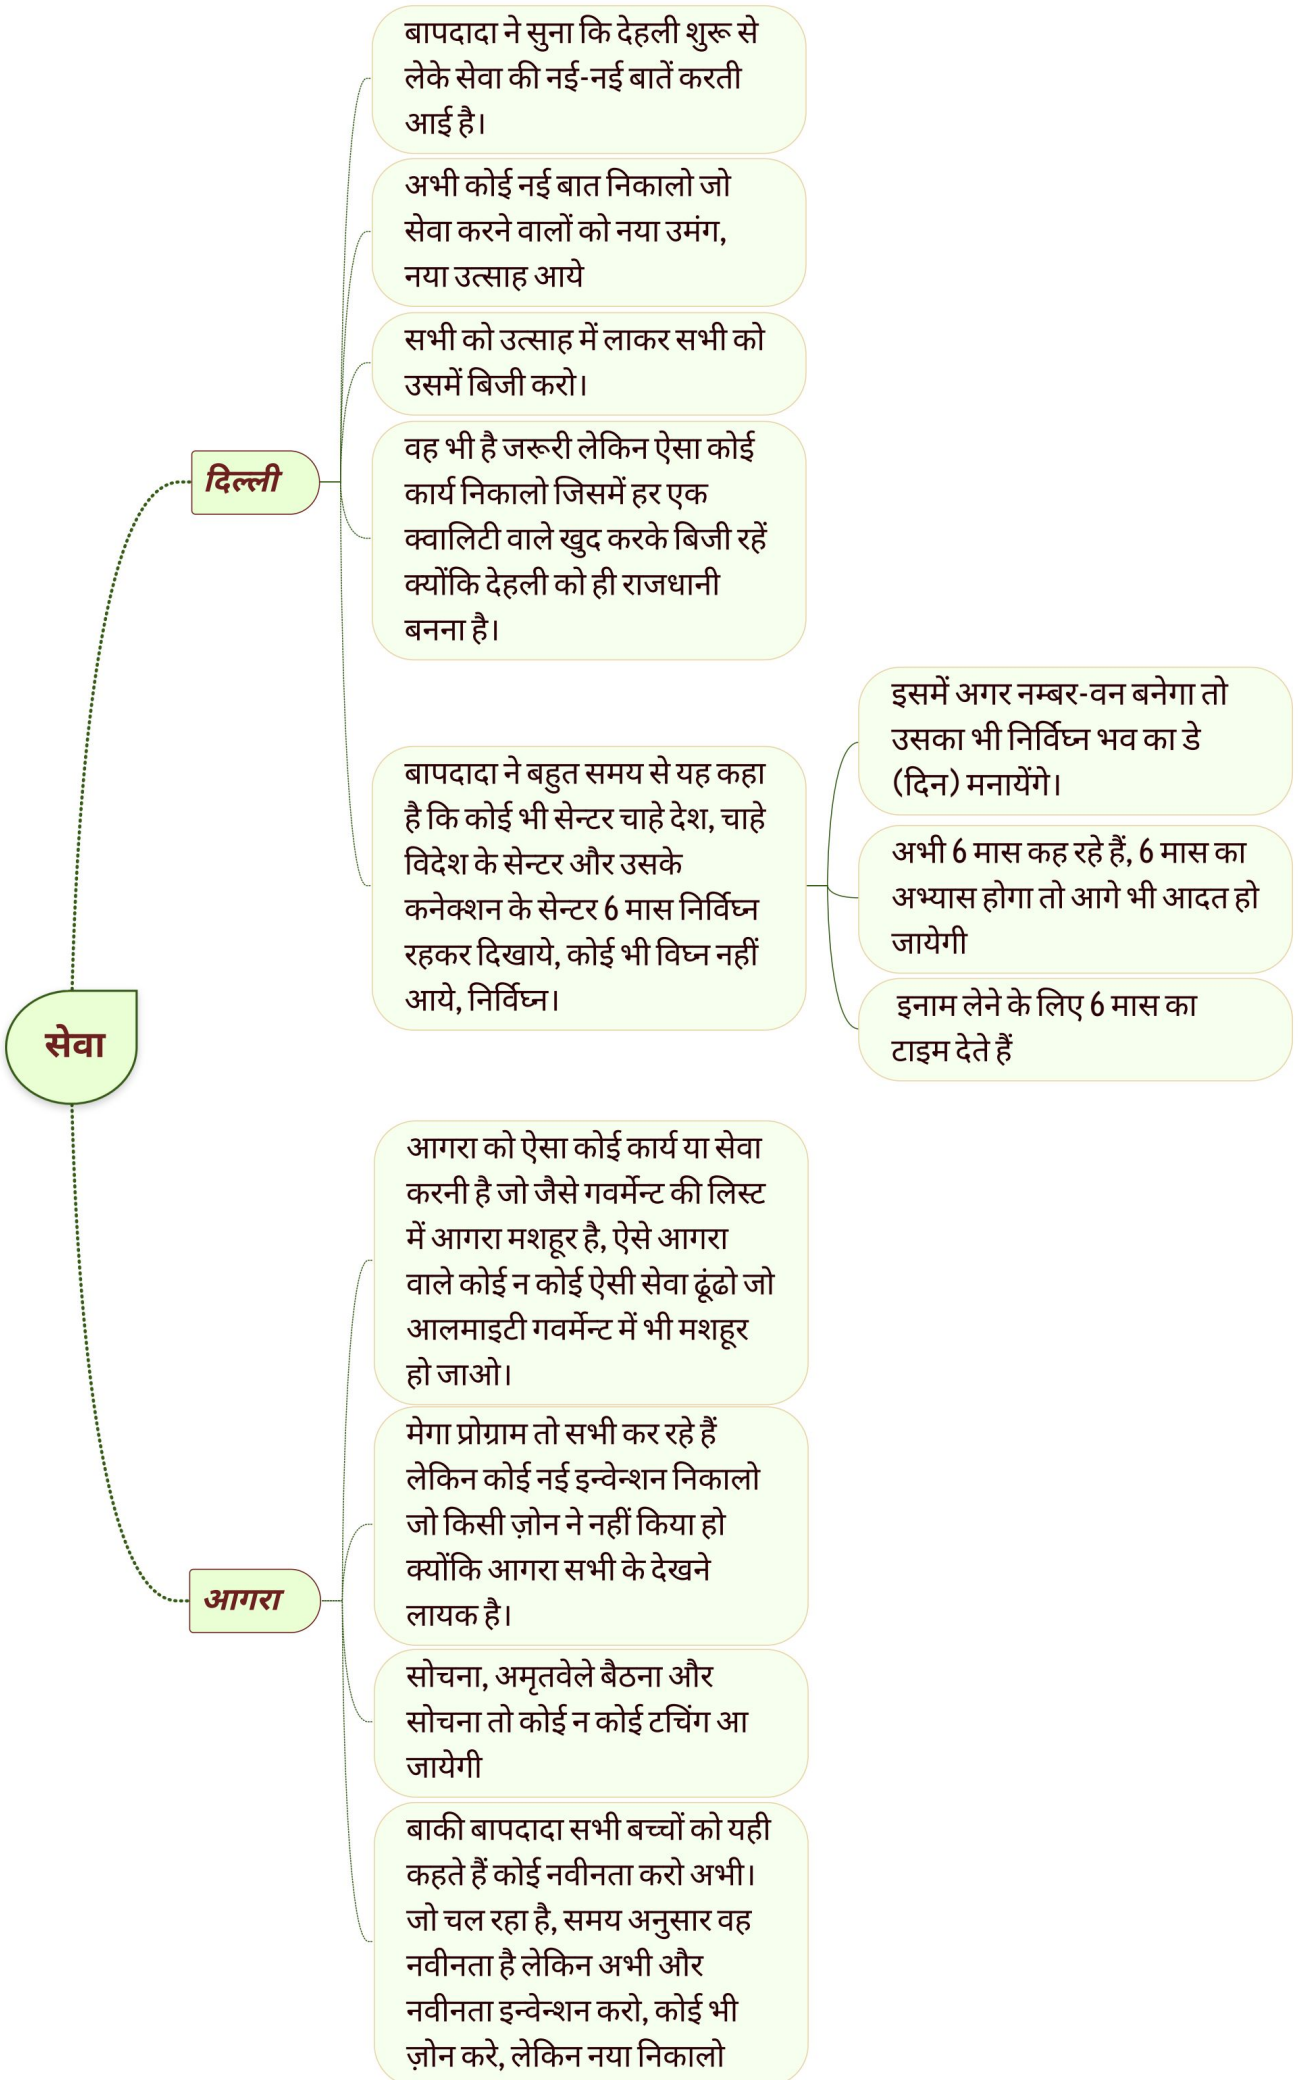 सेवा
दिल्ली
बापदादा ने सुना कि देहली शुरू से
लेके सेवा की नई-नई बातें करती
आई है।
अभी कोई नई बात निकालो जो
सेवा करने वालों को नया उमंग,
नया उत्साह आये
सभी को उत्साह में लाकर सभी को
उसमें बिजी करो।
वह भी है जरूरी लेकिन ऐसा कोई
कार्य निकालो जिसमें हर एक
क्वालिटी वाले खुद करके बिजी रहें
क्योंकि देहली को ही राजधानी
बनना है।
बापदादा ने बहुत समय से यह कहा
है कि कोई भी सेन्टर चाहे देश, चाहे
विदेश के सेन्टर और उसके
कनेक्शन के सेन्टर 6 मास निर्विघ्न
रहकर दिखाये, कोई भी विघ्न नहीं
आये, निर्विघ्न।
इसमें अगर नम्बर-वन बनेगा तो
उसका भी निर्विघ्न भव का डे
(दिन) मनायेंगे।
अभी 6 मास कह रहे हैं, 6 मास का
अभ्यास होगा तो आगे भी आदत हो
जायेगी
इनाम लेने के लिए 6 मास का
टाइम देते हैं
आगरा
आगरा को ऐसा कोई कार्य या सेवा
करनी है जो जैसे गवर्मेन्ट की लिस्ट
में आगरा मशहूर है, ऐसे आगरा
वाले कोई न कोई ऐसी सेवा ढूंढो जो
आलमाइटी गवर्मेन्ट में भी मशहूर
हो जाओ।
मेगा प्रोग्राम तो सभी कर रहे हैं
लेकिन कोई नई इन्वेन्शन निकालो
जो किसी ज़ोन ने नहीं किया हो
क्योंकि आगरा सभी के देखने
लायक है।
सोचना, अमृतवेले बैठना और
सोचना तो कोई न कोई टचिंग आ
जायेगी
बाकी बापदादा सभी बच्चों को यही
कहते हैं कोई नवीनता करो अभी।
जो चल रहा है, समय अनुसार वह
नवीनता है लेकिन अभी और
नवीनता इन्वेन्शन करो, कोई भी
ज़ोन करे, लेकिन नया निकालो